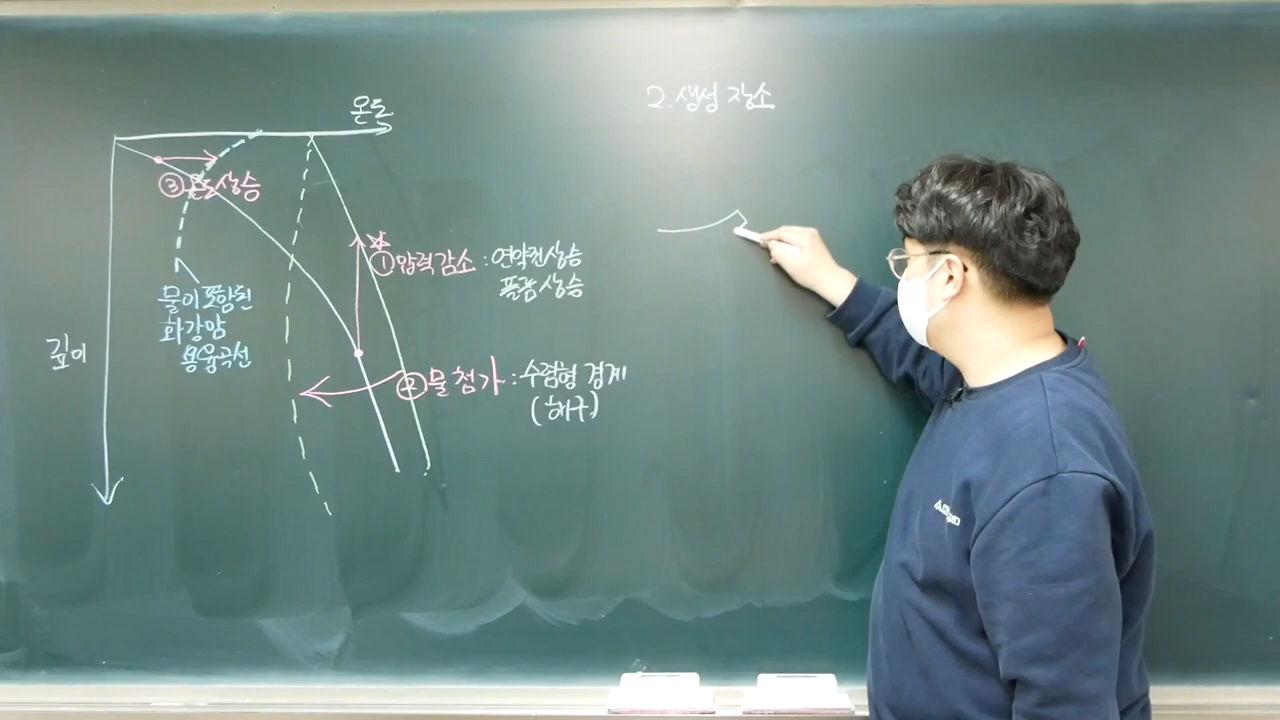 온도
2. 생성 장소
③ 온도상승
① 압력감소 : 연약권상승
플룸상승
물이 포함된
화강암
용융곡선
깊이
② 물 첨가 : 수렴형 경계
(해구)